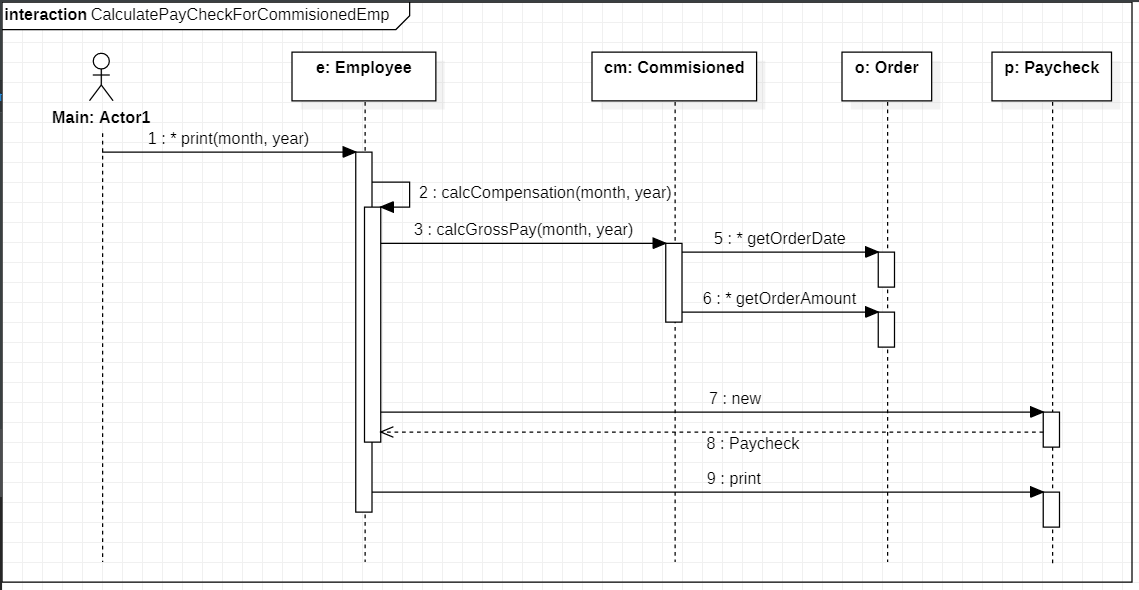 interaction CalculatePayCheckForCommisionedEmp
e: Employee
cm: Commisioned
o: Order
p: Paycheck
Main: Actor1
1 : * print(month, year)
2 : calcCompensation(month, year)
3 : calcGrossPay(month, year)
5 : * getOrderDate
6 : * getOrderAmount
7 : new
8 : Paycheck
9 : print